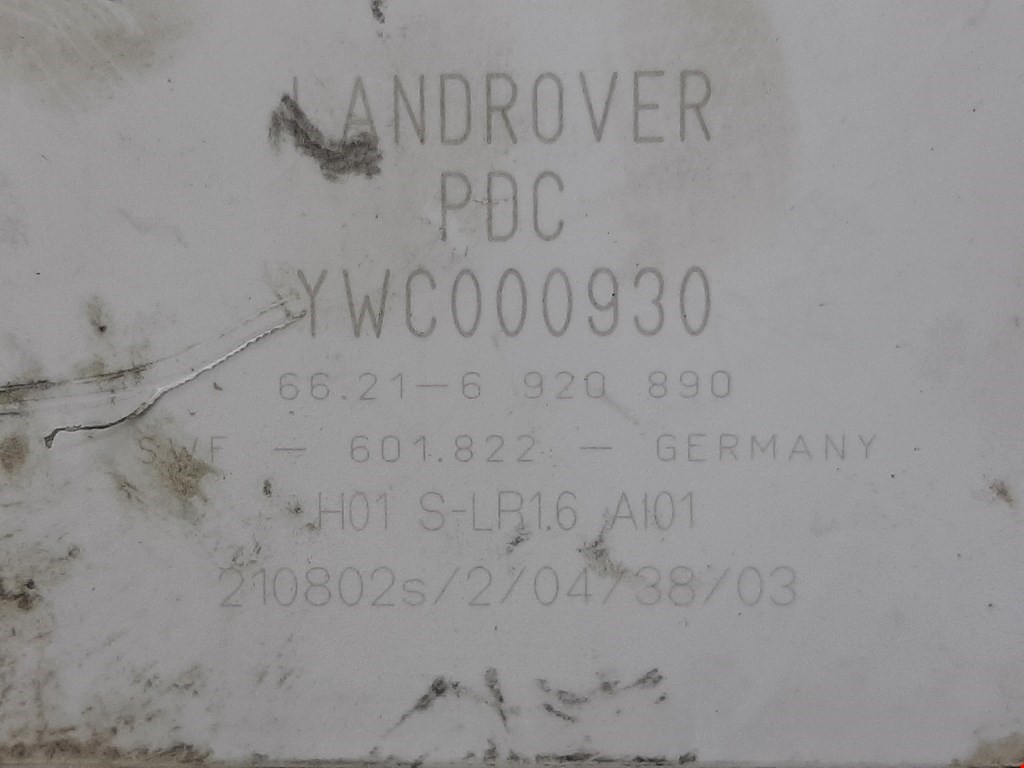 LANDROVER
PDC
YWC000930
66.21-6 920 890
SWF - 601.822 - GERMANY
H01 S-LR1.6 AI01
210802s/2/04/38/03